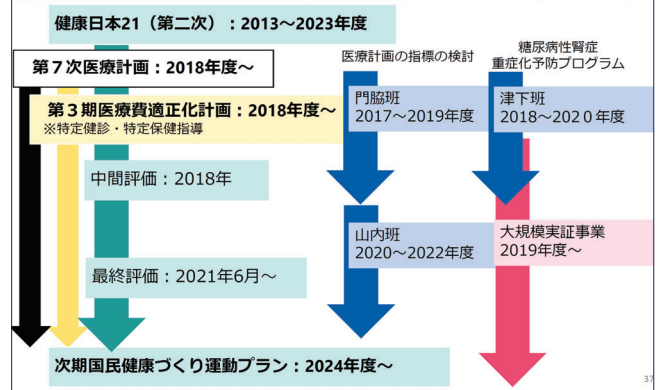 健康日本21（第二次）：2013～2023年度
第７次医療計画：2018年度～
第３期医療費適正化計画：2018年度～
※特定健診・特定保健指導
中間評価：2018年
最終評価：2021年6月～
次期国民健康づくり運動プラン：2024年度～
医療計画の指標の検討
門脇班
2017～2019年度
山内班
2020～2022年度
糖尿病性腎症
重症化予防プログラム
津下班
2018～2０20年度
大規模実証事業
2019年度～
37